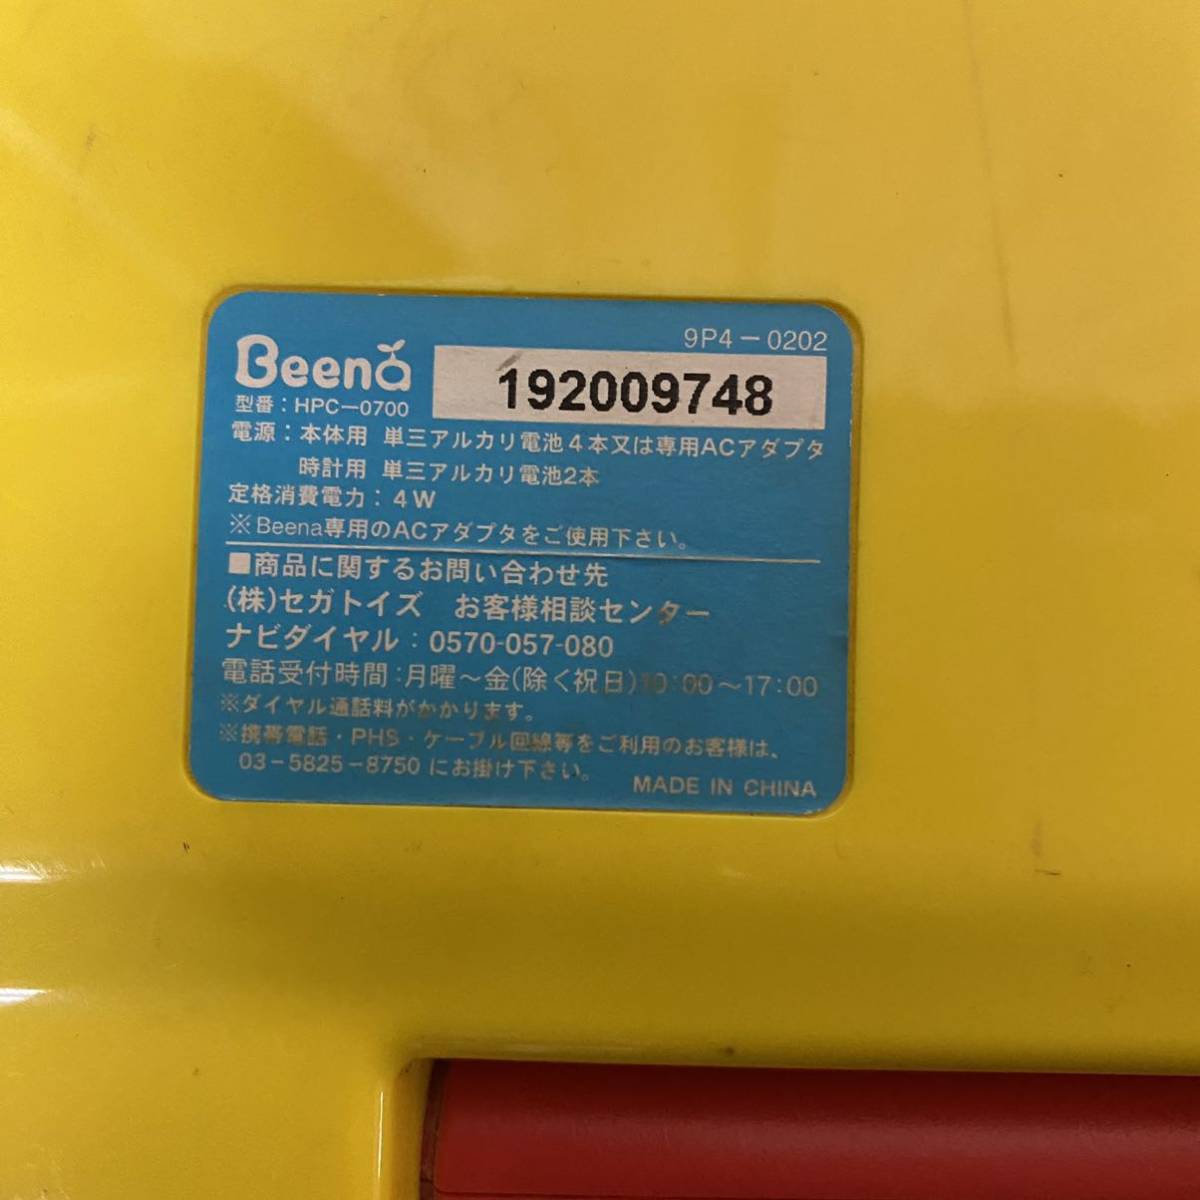 9P4-0202
Beena
192009748
型番:HPC-0700
電源:本体用 単三アルカリ電池4本又は専用ACアダプタ
時計用 単三アルカリ電池2本
定格消費電力:4W
※Beena専用のACアダプタをご使用下さい。
■商品に関するお問い合わせ先
(株)セガトイズ お客様相談センター
ナビダイヤル:0570-057-080
電話受付時間:月曜～金(除く祝日)10:00～17:00
※ダイヤル通話料がかかります。
※携帯電話・PHS・ケーブル回線等をご利用のお客様は、
03-5825-8750にお掛け下さい。
MADE IN CHINA